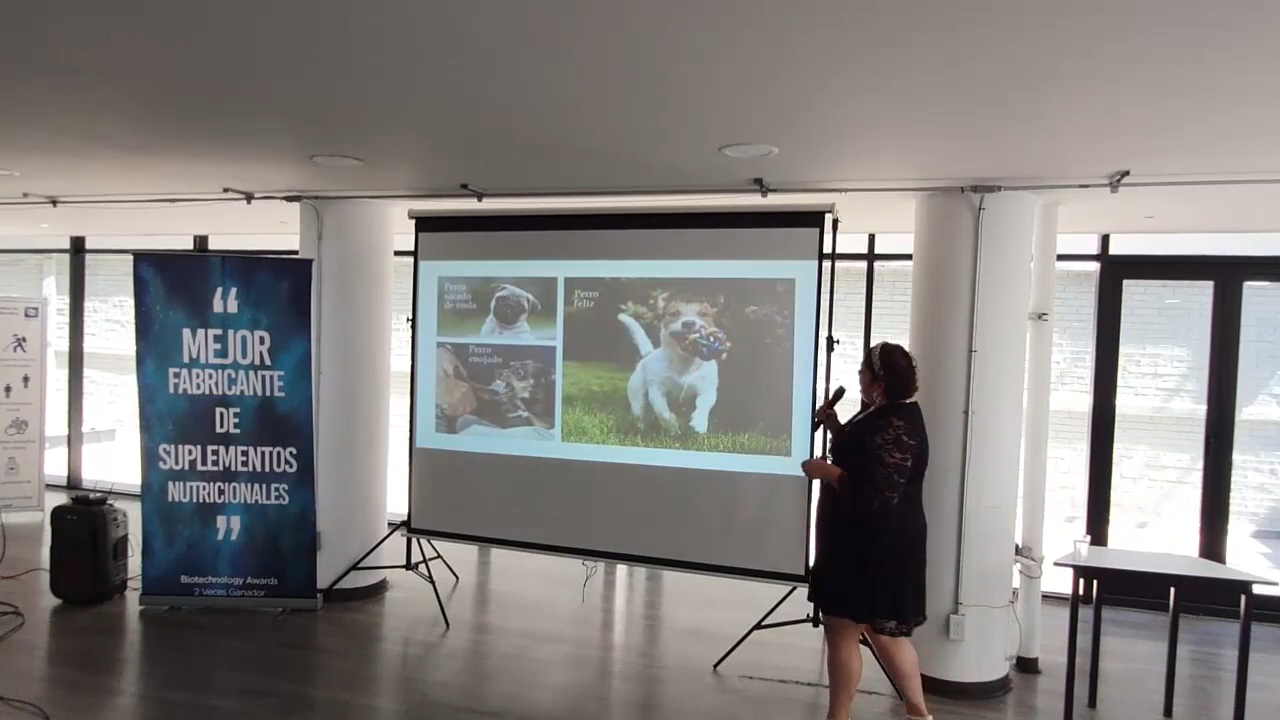 “
MEJOR
FABRICANTE
DE
SUPLEMENTOS
NUTRICIONALES
”
Biotechnology Awards
2 Veces Ganador
Perro
sacado
de onda
Perro
enojado
Perro
feliz